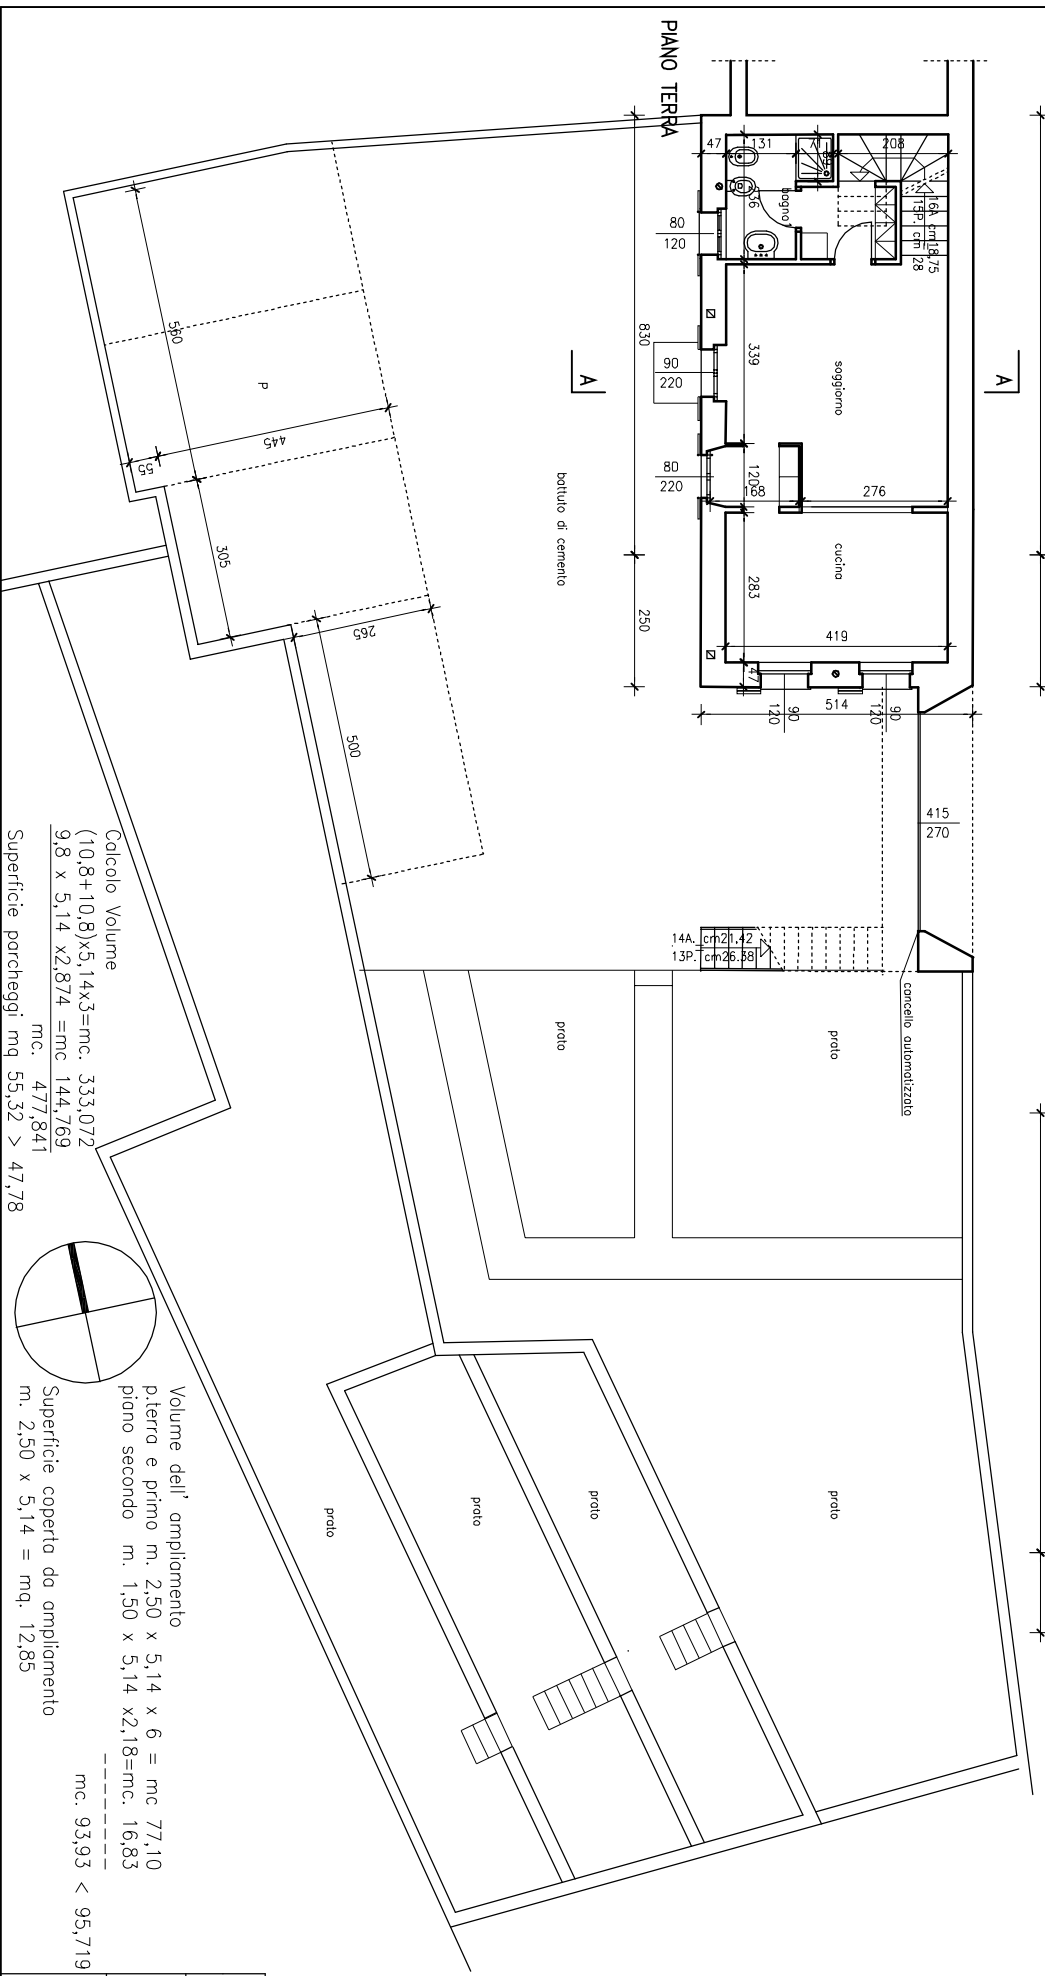 PIANO TERRA
47
131
71
89
208
236
bagno
16A cm18,75
15P. cm 28
80
120
830
339
90
220
A
A
soggiorno
80
220
120
168
276
battuto di cemento
cucina
283
250
419
47
514
90
120
90
120
415
270
560
P
445
55
305
265
500
14A. cm21,42
13P. cm26.38
cancello automatizzato
prato
prato
prato
prato
prato
prato
Calcolo Volume
(10,8+10,8)x5,14x3=mc. 333,072
9,8 x 5,14 x2,874 =mc 144,769
mc. 477,841
Superficie parcheggi mq 55,32 > 47,78
Volume dell' ampliamento
p.terra e primo m. 2,50 x 5,14 x 6 = mc 77,10
piano secondo m. 1,50 x 5,14 x2,18=mc. 16,83
--------
mc. 93,93 < 95,719
Superficie coperta da ampliamento
m. 2,50 x 5,14 = mq. 12,85